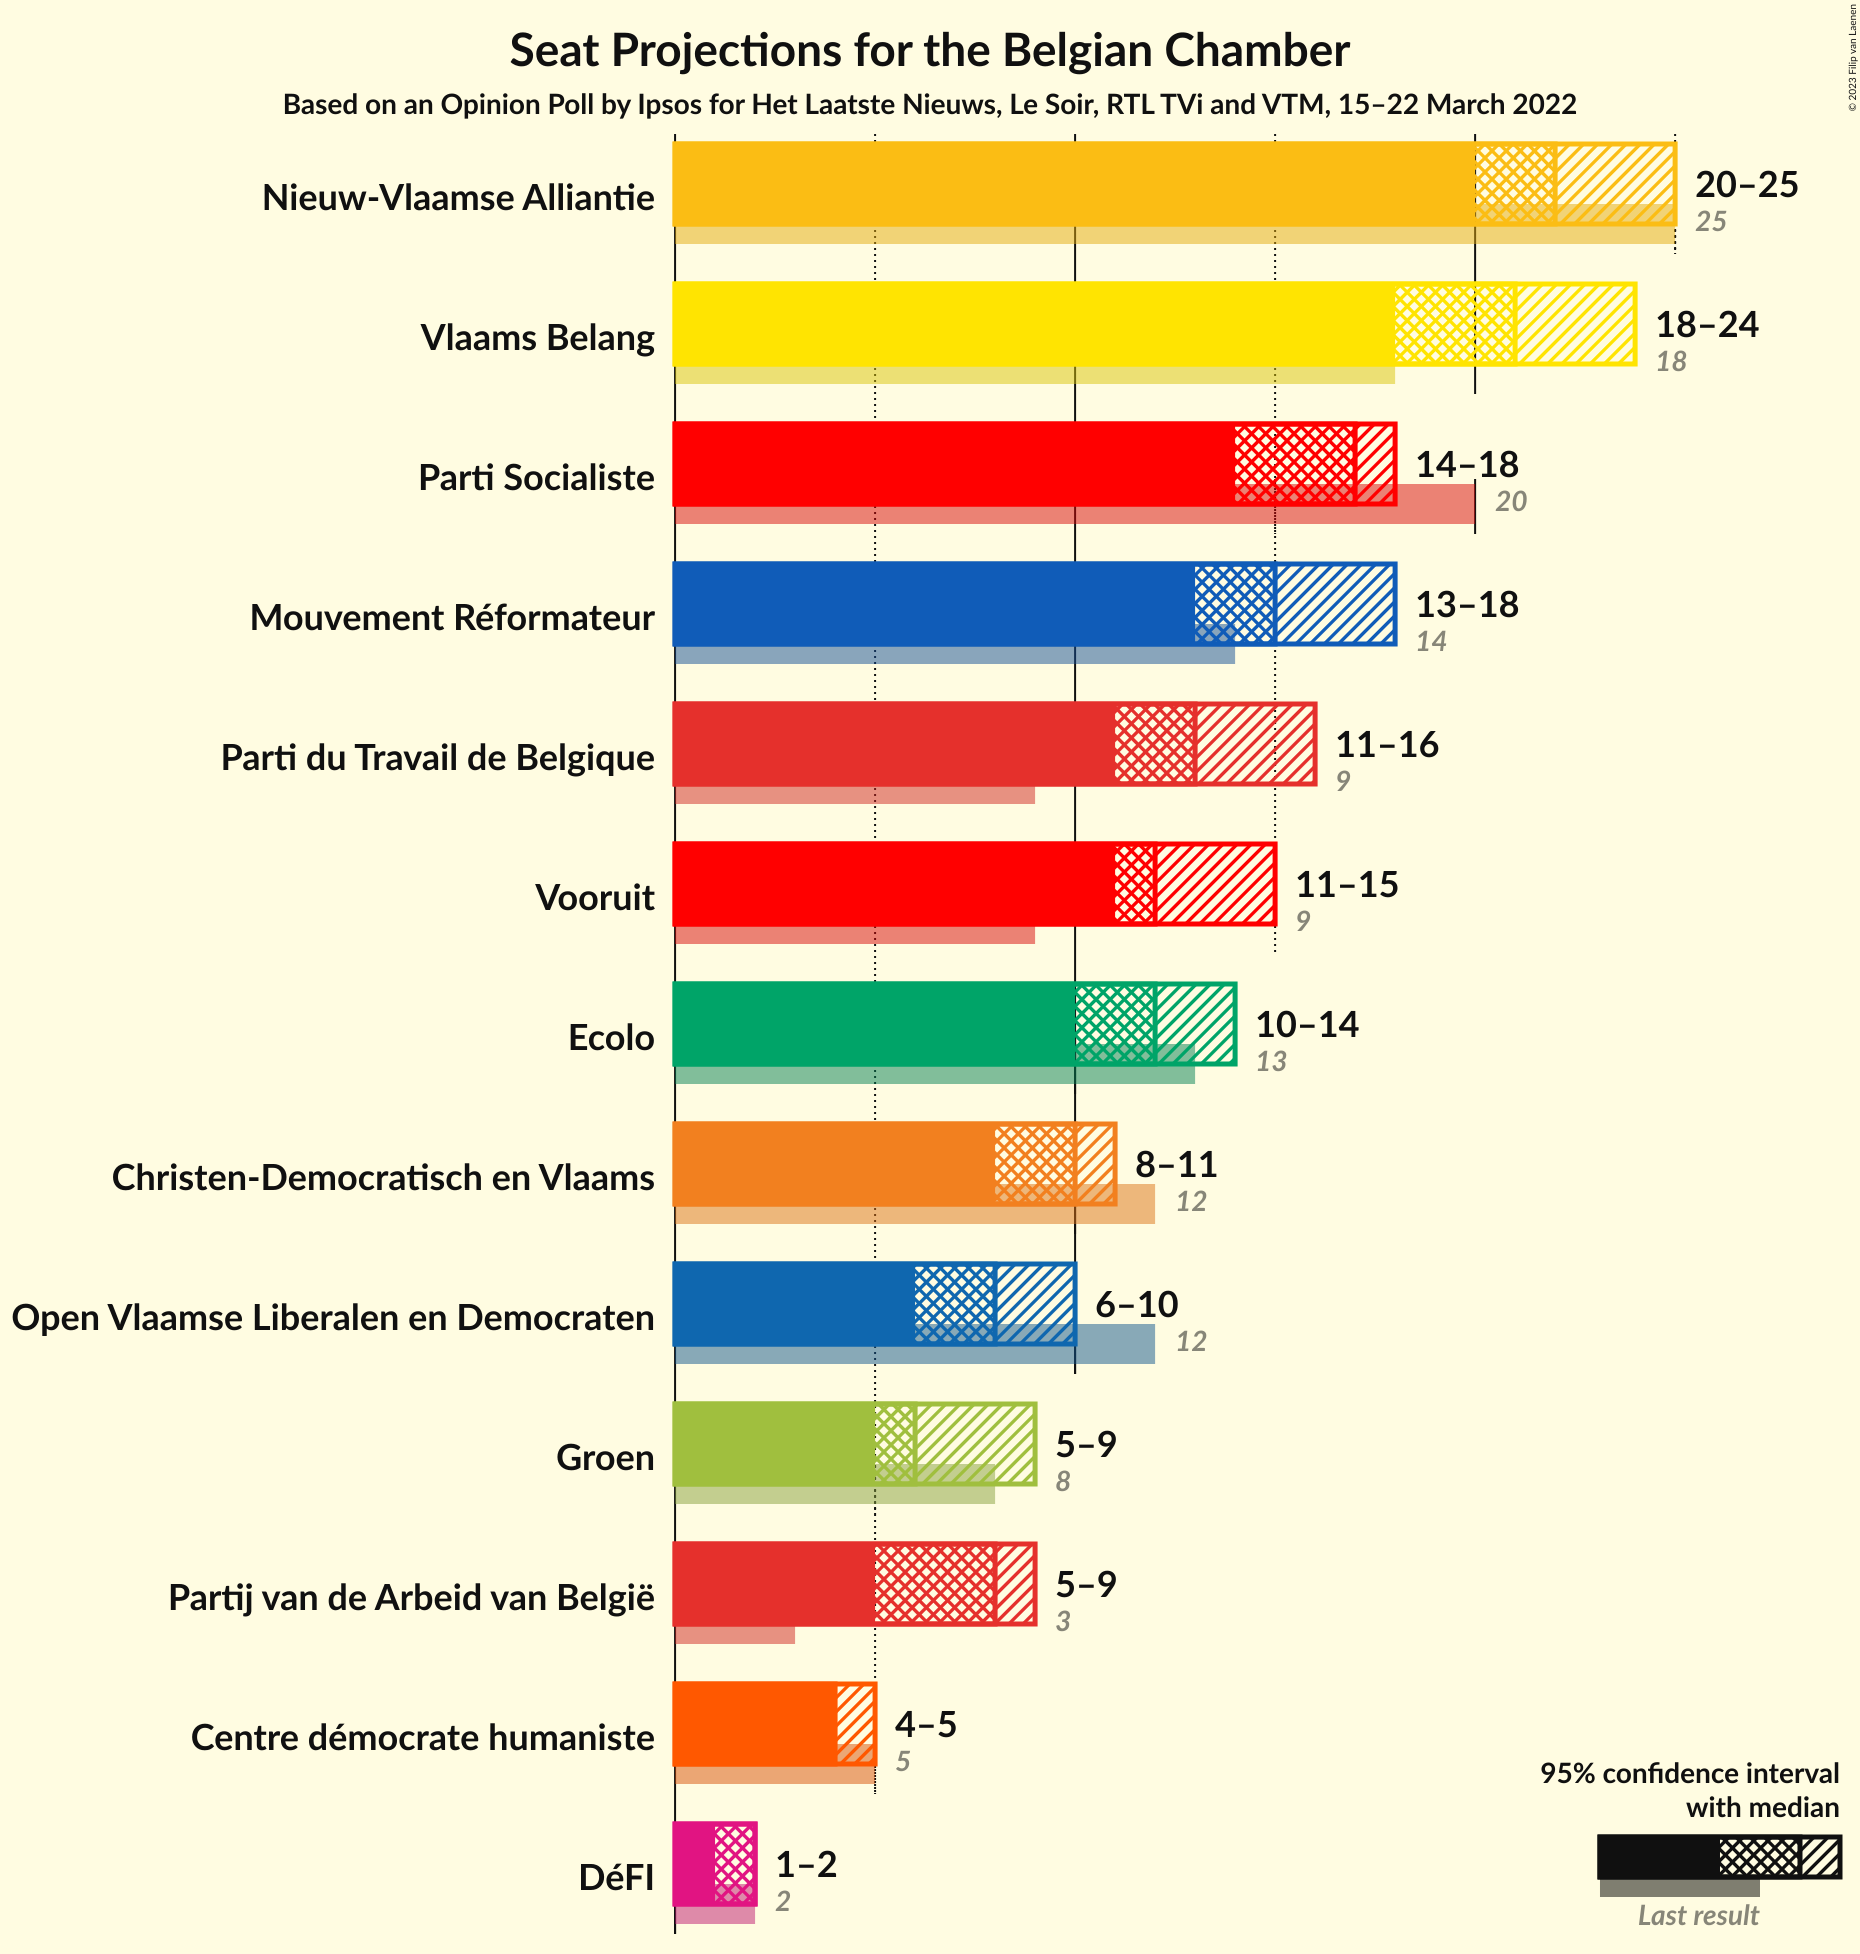 Seat Projections for the Belgian Chamber
Based on an Opinion Poll by Ipsos for Het Laatste Nieuws, Le Soir, RTL TVi and VTM, 15–22 March 2022
© 2023 Filip van Laenen
Nieuw-Vlaamse Alliantie
20–25
25
Vlaams Belang
18–24
18
Parti Socialiste
14–18
20
Mouvement Réformateur
13–18
14
Parti du Travail de Belgique
11–16
9
Vooruit
11–15
9
Ecolo
10–14
13
Christen-Democratisch en Vlaams
8–11
12
Open Vlaamse Liberalen en Democraten
6–10
12
Groen
5–9
8
Partij van de Arbeid van België
5–9
3
Centre démocrate humaniste
4–5
5
DéFI
1–2
2
95% confidence interval
with median
Last result